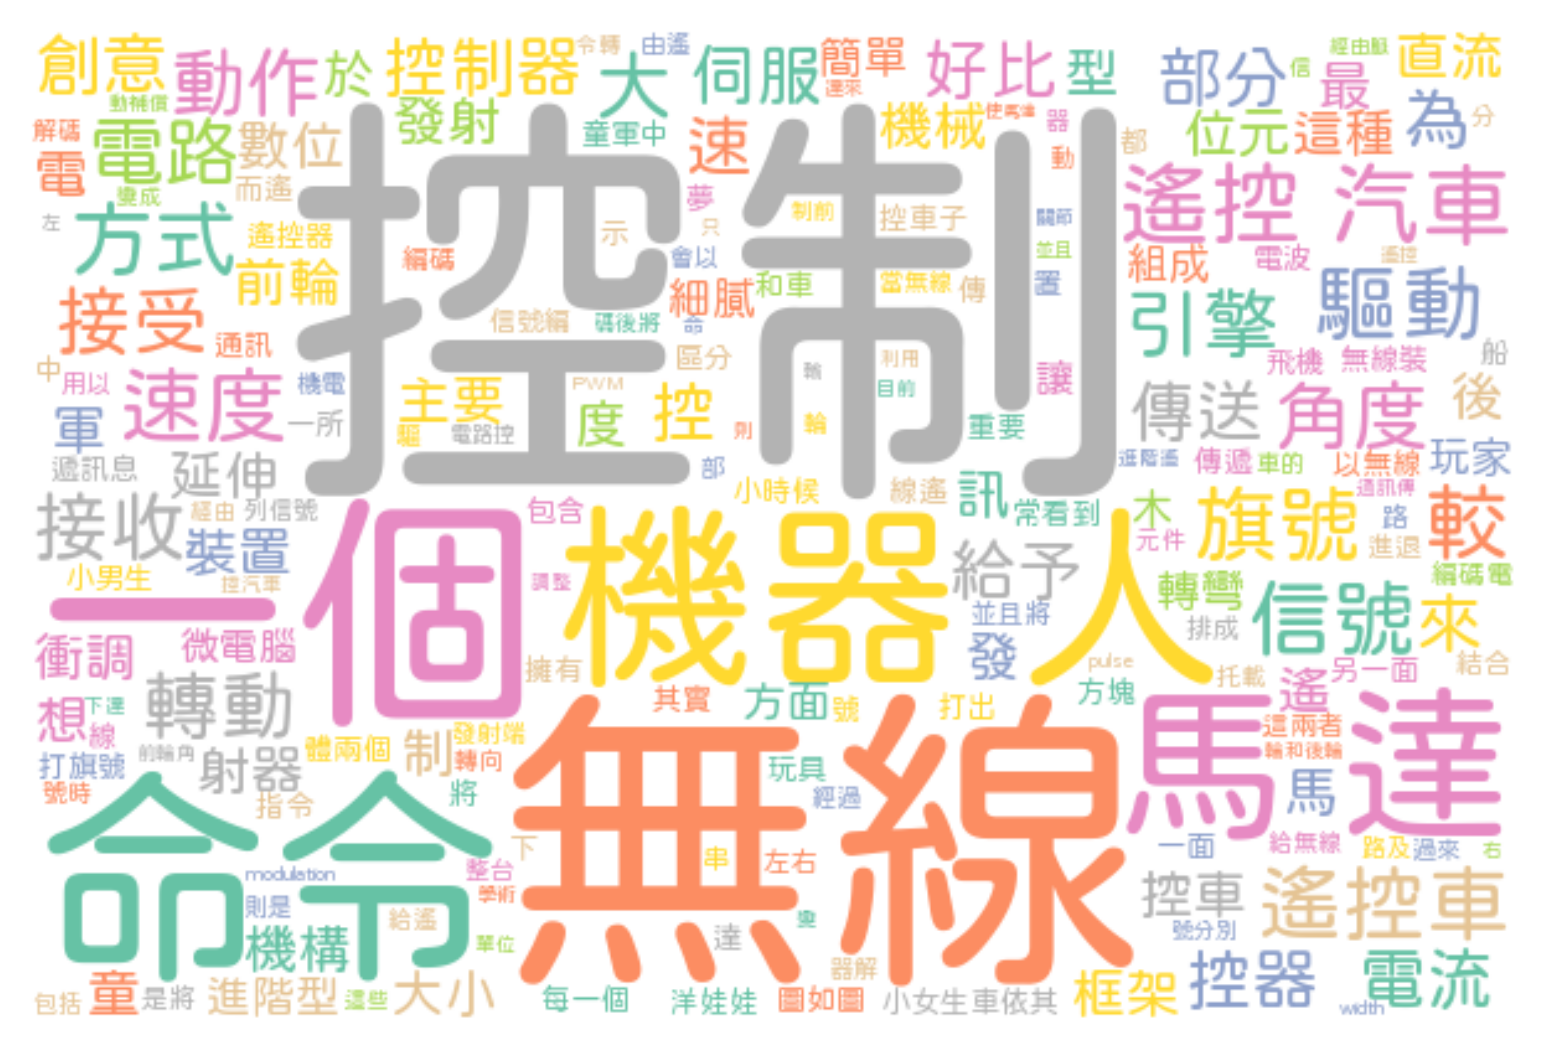 創意
動作
於
控制器
令轉
由遙
大
伺服
簡單
達來
好比
型
部分
信
經由
最
直流
動補償
發射
童軍中
速
機械
使馬達
器
位元
這種
為
分
解碼
電路
數位
動
都
電
變成
而遙
控制
夢
制前
控車子
關節
遙控 汽車
左
方式
遙控器
編碼
示
只
會以
並且
組成
電波
遙控
前輪
細膩
和車
當無線
傳
置
驅動
接受
通訊
信號編
碼後將
命
引擎
區分
利用
飛機
無線裝
船
中
用以
機電
主要
PWM
輸
目前
讓
速度
一所
度
控
輪
重要
傳送
角度
後
軍
驅
電路控
則
遞訊息
延伸
部
進階遙
傳遞
車的
以無線
玩家
小時候
線遙
訊
常看到
木
旗號
通訊傳
較
接收
經由
列信號
包含
路
裝置
元件
進退
小男生
控汽車
一個
調整
機器人
給予
轉彎
編碼電
並且將
排成
信號
來
衝調
微電腦
擁有
發
pulse
托載
另一面
結合
轉動
其實
方面
號
打出
方塊
遙
想
下達
線
發射端
這兩者
馬達
前輪角
體兩個
制
轉向
無線
玩具
輪和後輪
打旗號
射器
號時
將
經過
馬
指令
命令
下
串
左右
一面
給無線
路及
過來
右
modulation
整台
學術
控車
遙控車
則是
給遙
變
號分別
機構
單位
達
器解
控器
電流
包括
童
是將
進階型
這些
大小
每一個
洋娃娃
圖如圖
小女生
車依其
框架
width